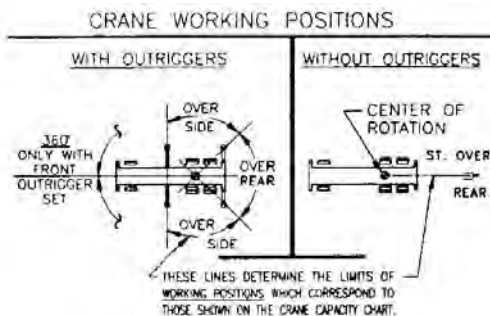 CRANE WORKING POSITIONS
WITH OUTRIGGERS
WITHOUT OUTRIGGERS
OVER
SIDE
360°
ONLY WITH
FRONT
OUTRIGGER
SET
OVER
REAR
OVER
SIDE
CENTER OF
ROTATION
ST. OVER
REAR
THESE LINES DETERMINE THE LIMITS OF
WORKING POSITIONS WHICH CORRESPOND TO
THOSE SHOWN ON THE CRANE CAPACITY CHART.